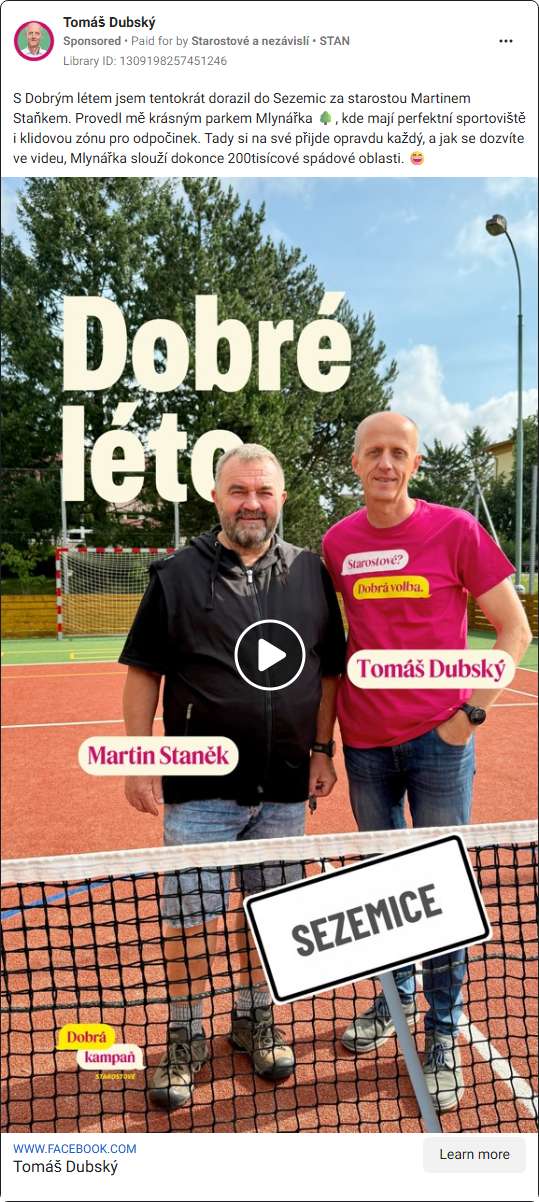 Tomáš Dubský
Sponsored • Paid for by Starostové a nezávislí • STAN
Library ID: 1309198257451246
S Dobrým létem jsem tentokrát dorazil do Sezemic za starostou Martinem
Staňkem. Provedl mě krásným parkem Mlynářka 🌲, kde mají perfektní sportoviště
i klidovou zónu pro odpočinek. Tady si na své přijde opravdu každý, a jak se dozvíte
ve videu, Mlynářka slouží dokonce 200tisícové spádové oblasti. 😄
Dobré
léto
Starostové?
Dobrá volba.
Tomáš Dubský
Martin Staněk
SEZEMICE
Dobrá
kampaň
STAROSTOVÉ
WWW.FACEBOOK.COM
Tomáš Dubský
Learn more